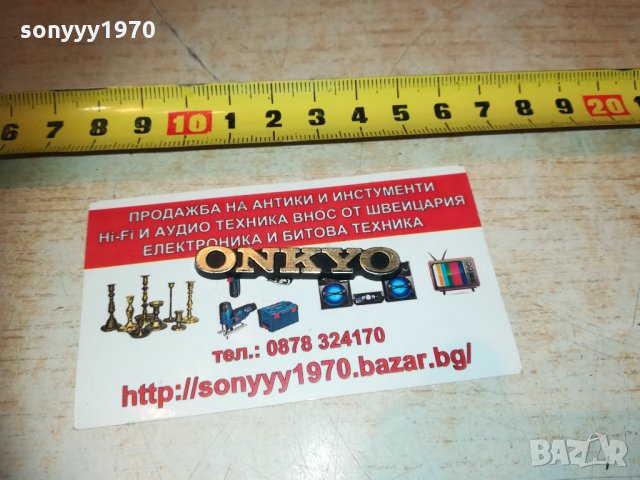 sonyyy1970
6 7 8 9 10 1 2 3 4 5 6 7 8 9 20
ПРОДАЖБА НА АНТИКИ И ИНСТУМЕНТИ
Hi-Fi И АУДИО ТЕХНИКА ВНОС ОТ ШВЕЙЦАРИЯ
ЕЛЕКТРОНИКА И БИТОВА ТЕХНИКА
ONKYO
тел.: 0878 324170
http://sonyyy1970.bazar.bg/
BAZAR